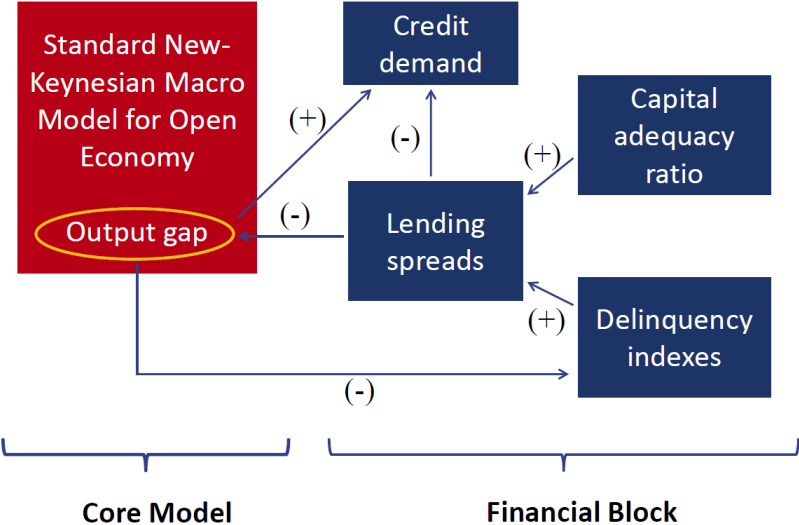 Standard New-
Keynesian Macro
Model for Open
Economy
Output gap
Credit
demand
(+)
(-)
Capital
adequacy
ratio
(+)
(-)
Lending
spreads
(+)
Delinquency
indexes
(-)
Core Model
Financial Block